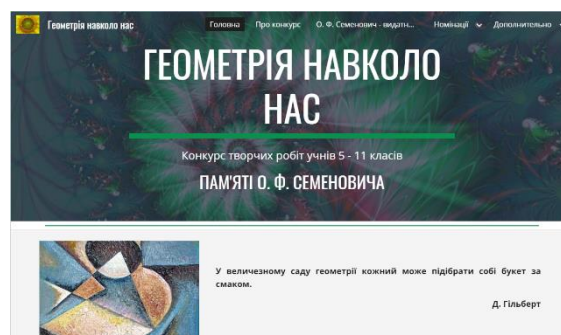 Геометрія навколо нас
Головна Про конкурс О. Ф. Семенович - видатн... Номінації Дополнительно
ГЕОМЕТРІЯ НАВКОЛО
НАС
Конкурс творчих робіт учнів 5 - 11 класів
ПАМ'ЯТІ О. Ф. СЕМЕНОВИЧА
У величезному саду геометрії кожний може підібрати собі букет за
смаком.
Д. Гільберт